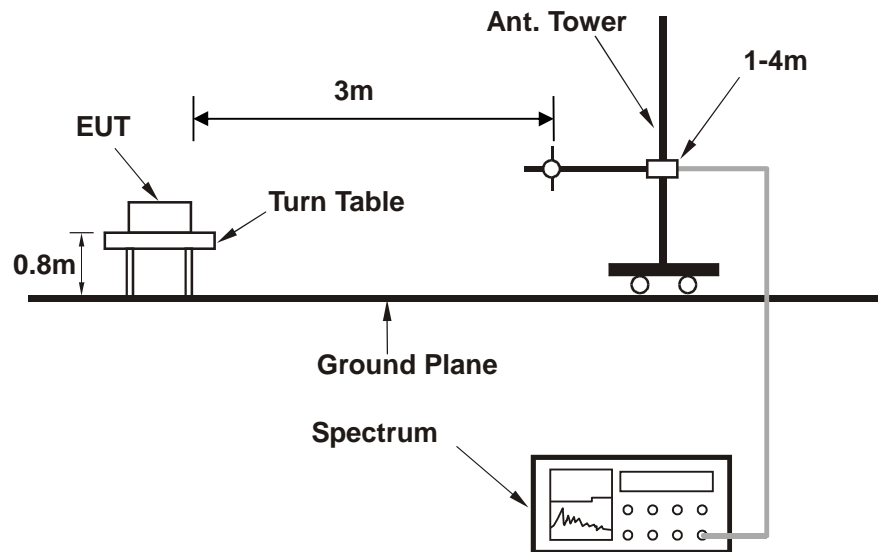 Ant. Tower
1-4m
3m
EUT
Turn Table
0.8m
Ground Plane
Spectrum